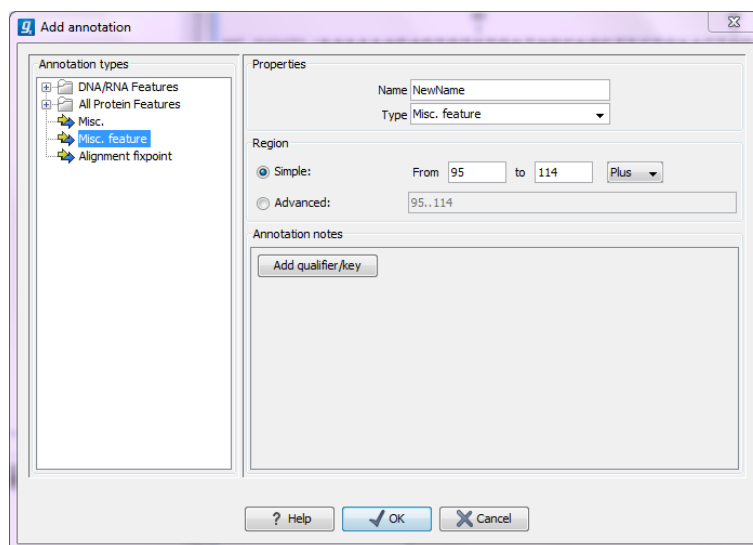 Add annotation
Annotation types
DNA/RNA Features
All Protein Features
Misc.
Misc. feature
Alignment fixpoint
Properties
Name NewName
Type Misc. feature
Region
Simple: From 95 to 114 Plus
Advanced: 95..114
Annotation notes
Add qualifier/key
? Help
OK
Cancel